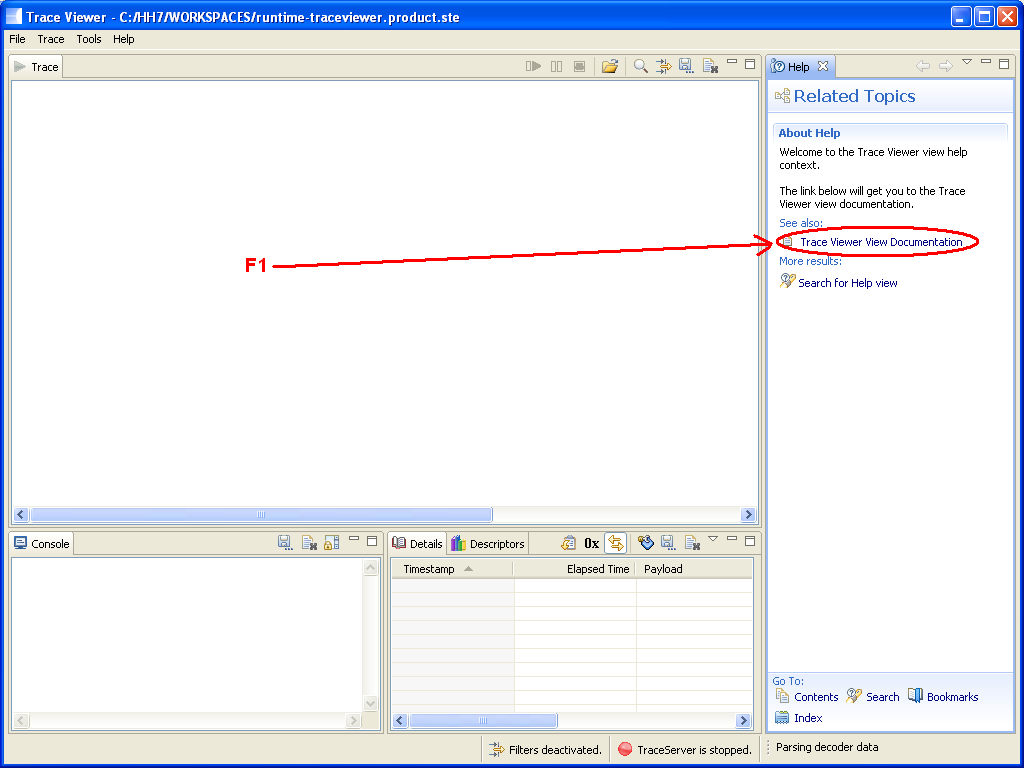 Trace Viewer - C:/HH7/WORKSPACES/runtime-traceviewer.product.ste
File Trace Tools Help
Trace
Help
Related Topics
About Help
Welcome to the Trace Viewer view help
context.
The link below will get you to the Trace
Viewer view documentation.
See also:
Trace Viewer View Documentation
F1
More results:
Search for Help view
Console
Details Descriptors 0x
Timestamp Elapsed Time Payload
Go To:
Contents Search Bookmarks
Index
Filters deactivated. TraceServer is stopped. Parsing decoder data